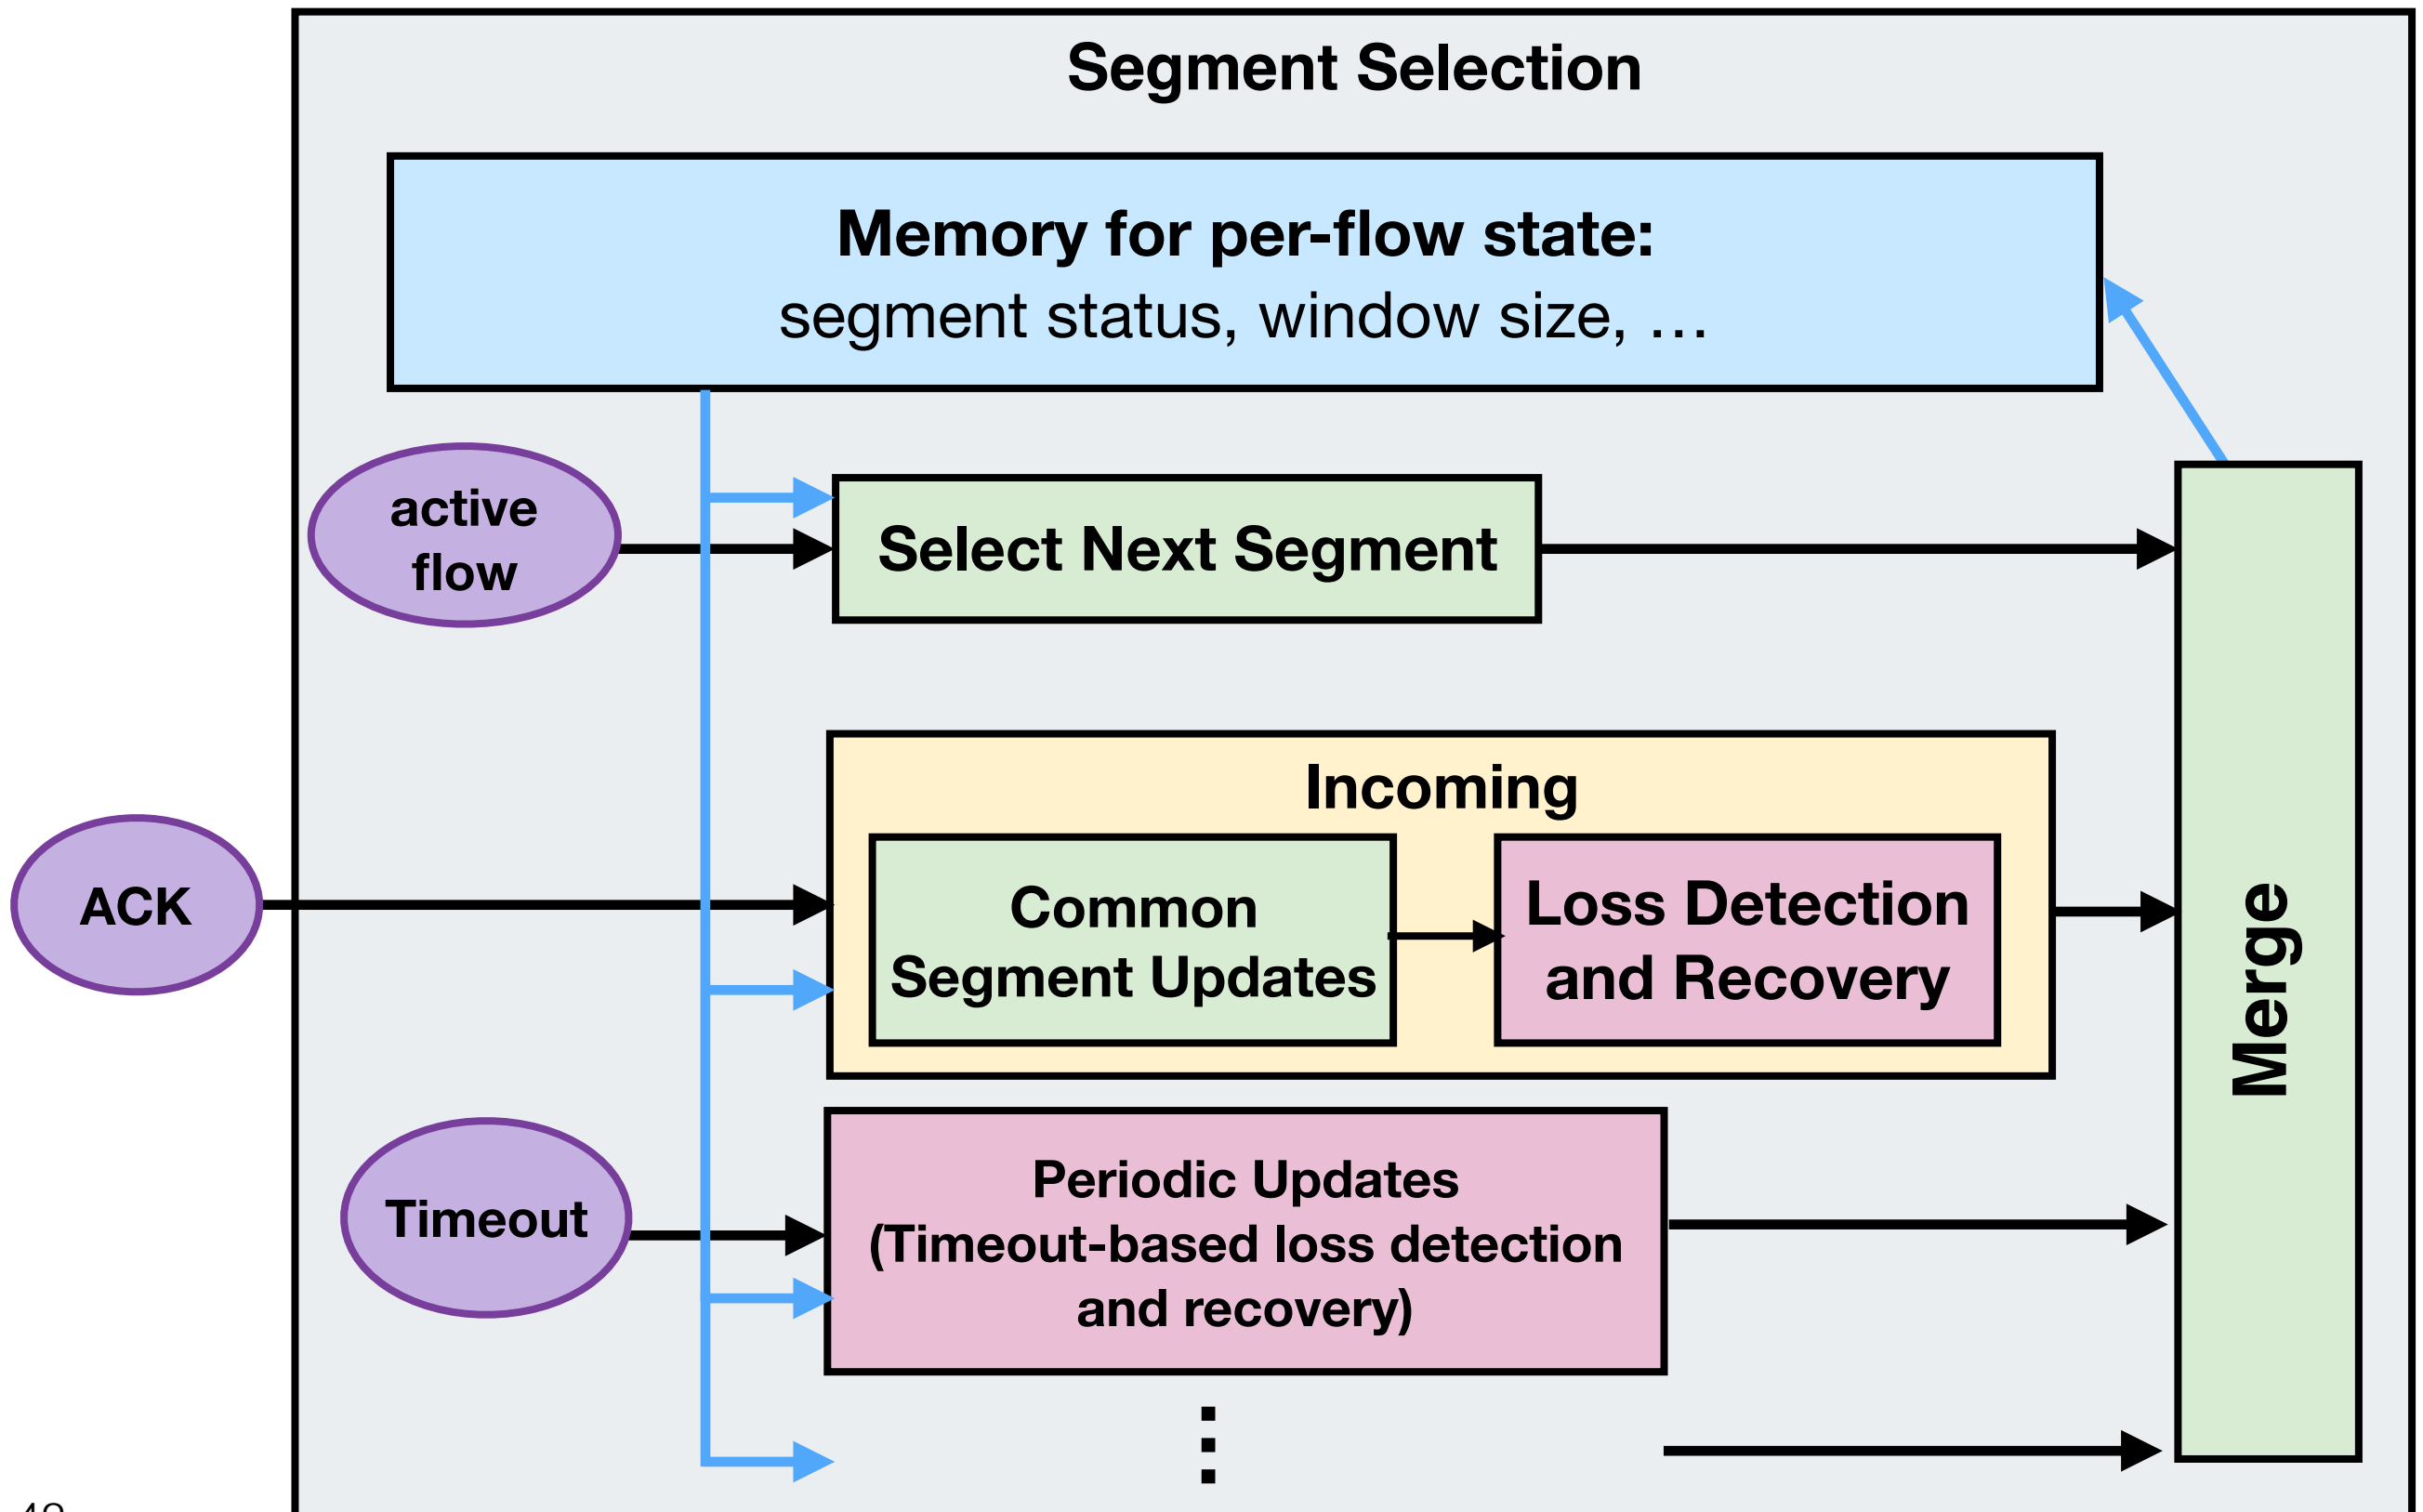 Segment Selection
Memory for per-flow state:
segment status, window size, …
active
flow
Select Next Segment
Incoming
ACK
Common
Segment Updates
Loss Detection
and Recovery
Merge
Timeout
Periodic Updates
(Timeout-based loss detection
and recovery)